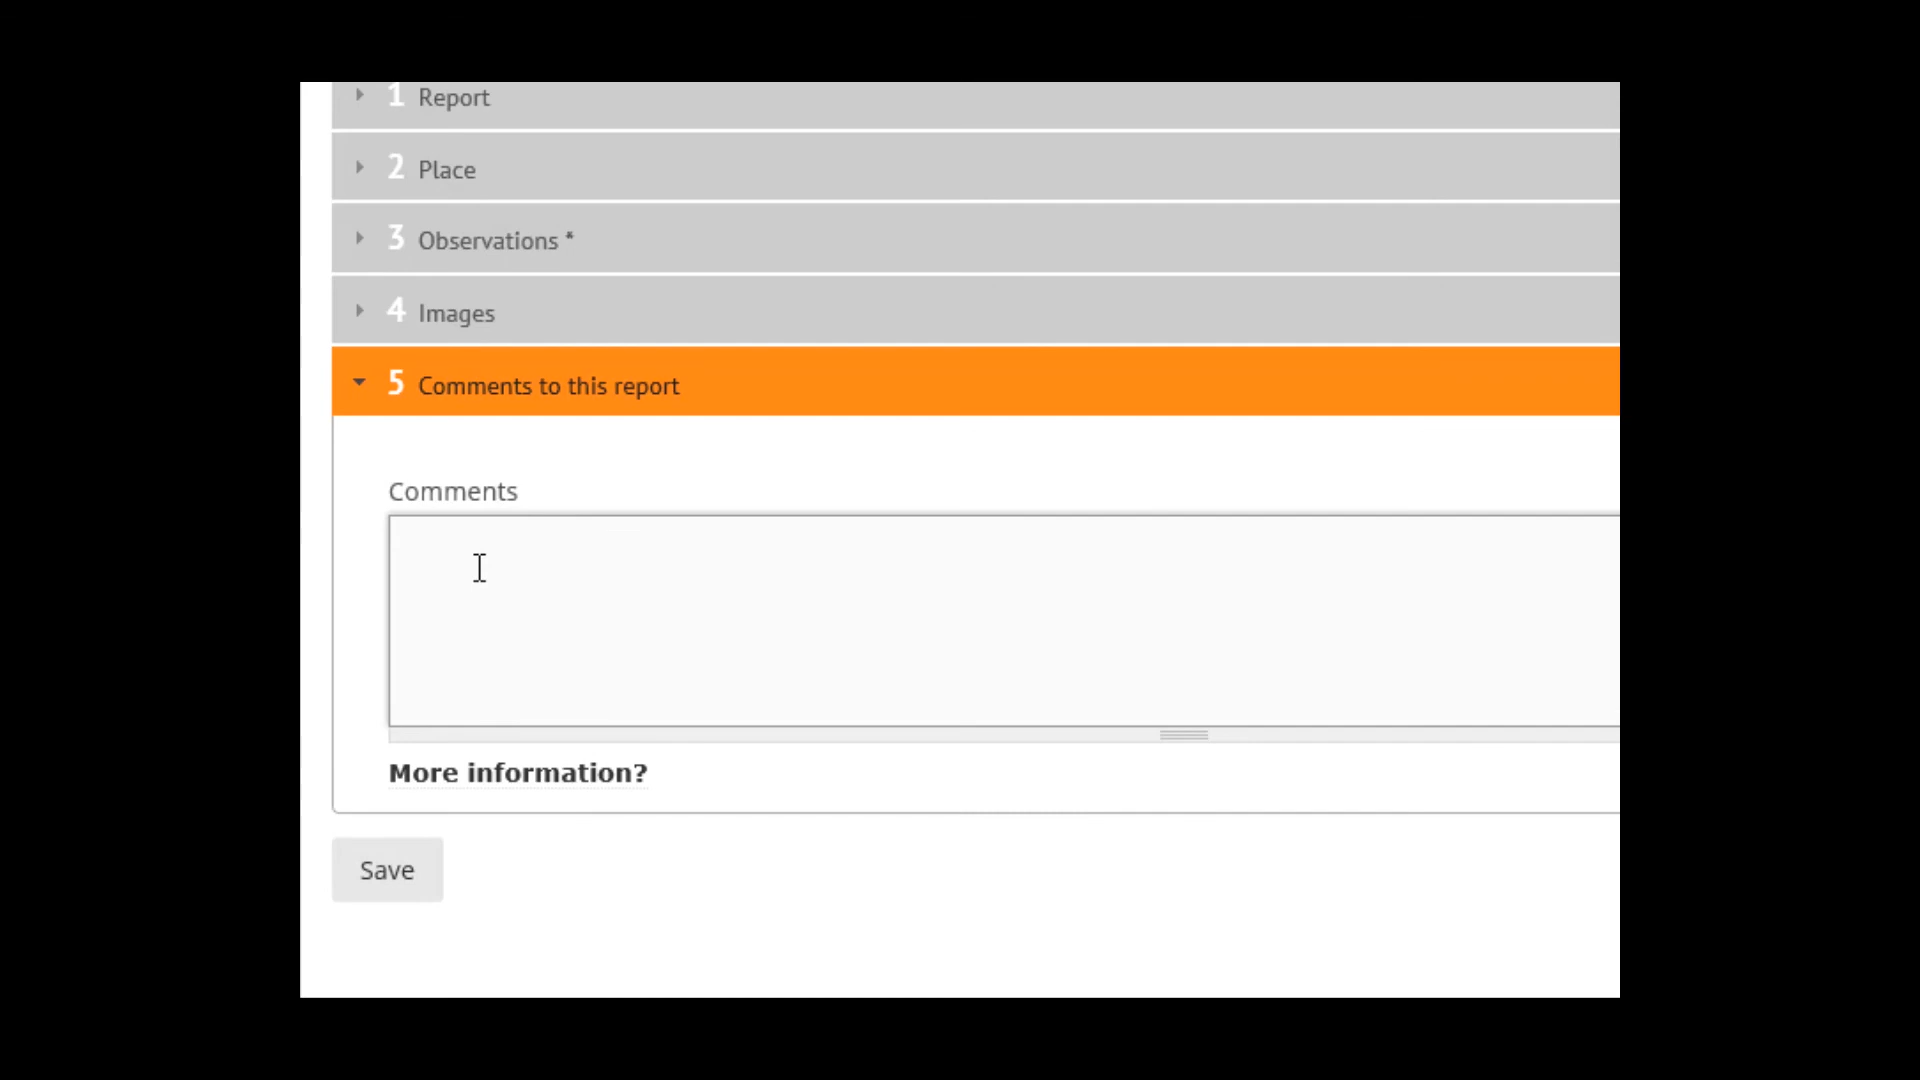 1 Report
2 Place
3 Observations *
4 Images
5 Comments to this report
Comments
More information?
Save